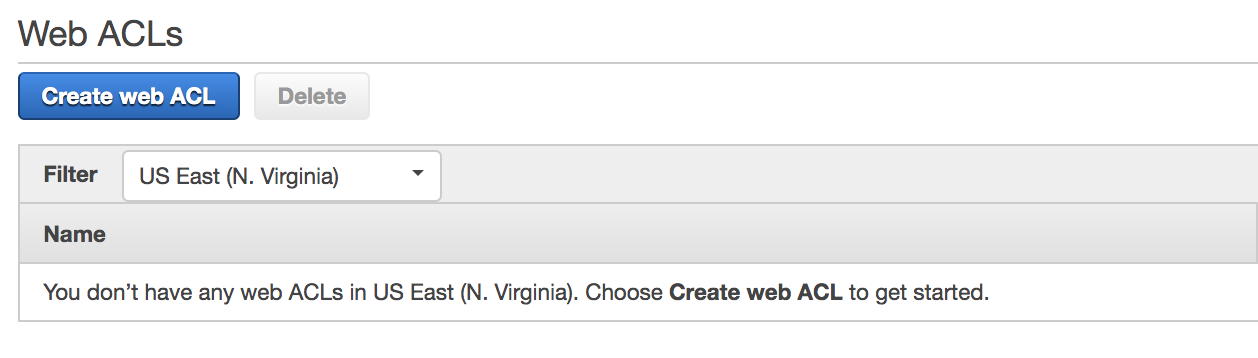 Web ACLs
Create web ACL Delete
Filter US East (N. Virginia)
Name
You don’t have any web ACLs in US East (N. Virginia). Choose Create web ACL to get started.